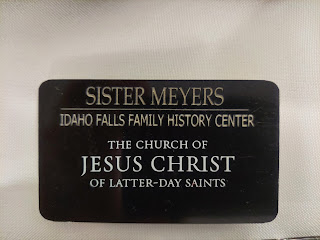 SISTER MEYERS
IDAHO FALLS FAMILY HISTORY CENTER
THE CHURCH OF
JESUS CHRIST
OF LATTER-DAY SAINTS